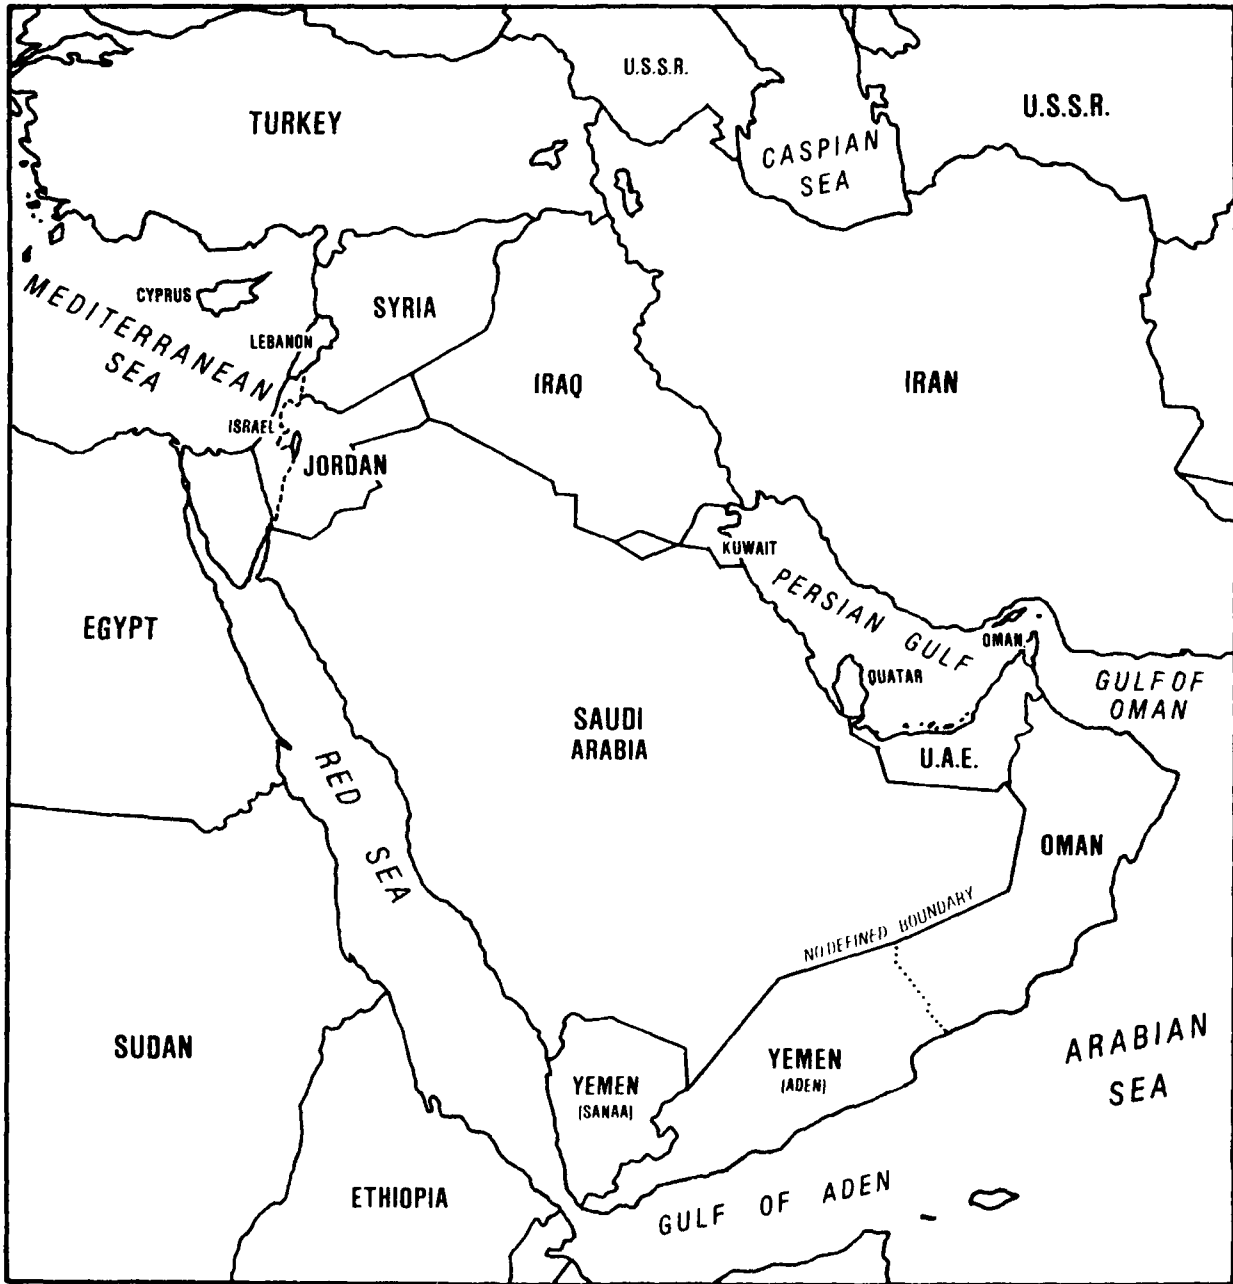 U.S.S.R.
U.S.S.R.
TURKEY
CASPIAN
SEA
CYPRUS
SYRIA
MEDITERRANEAN
SEA
LEBANON
IRAQ
IRAN
ISRAEL
JORDAN
KUWAIT
PERSIAN GULF
EGYPT
OMAN
QUATAR
GULF OF
OMAN
SAUDI
ARABIA
U.A.E.
RED SEA
OMAN
NO DEFINED BOUNDARY
SUDAN
YEMEN
(ADEN)
ARABIAN
SEA
YEMEN
(SANAA)
ETHIOPIA
GULF OF ADEN